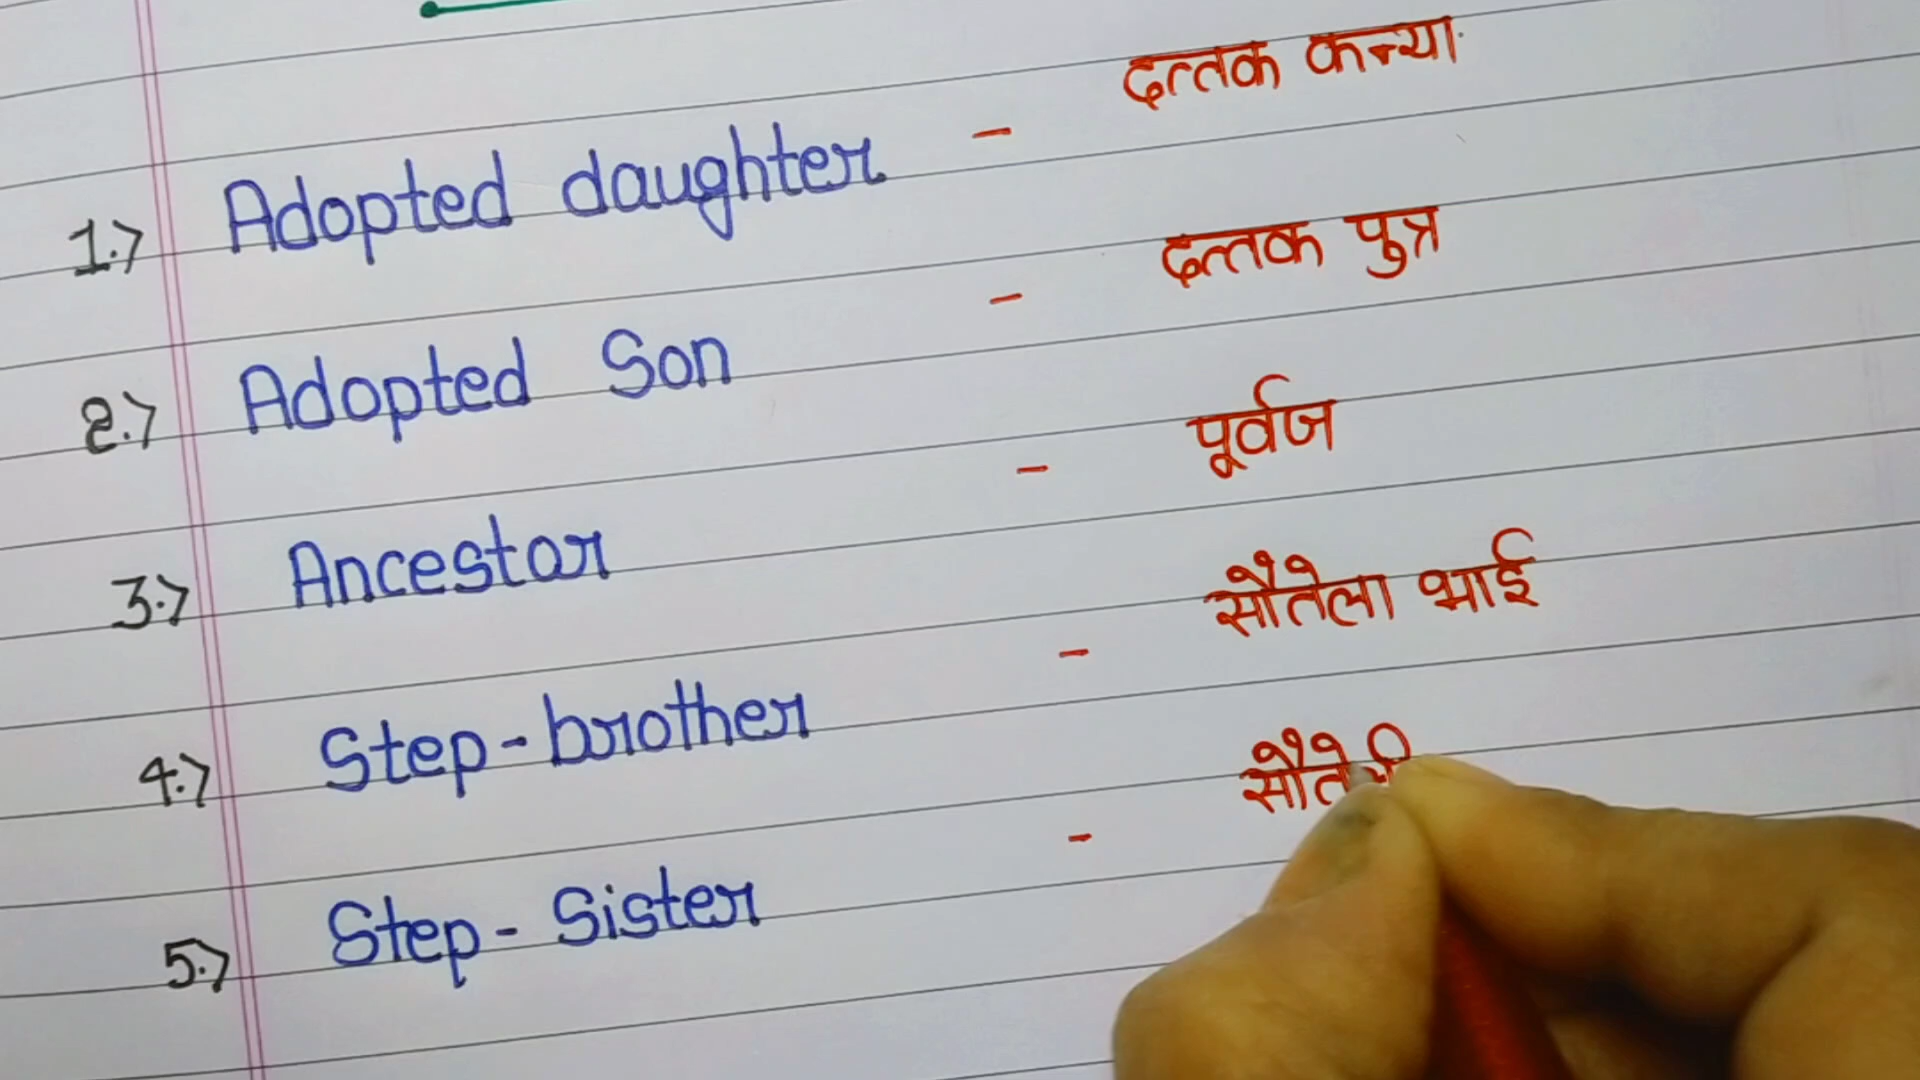 1.> Adopted daughter - दत्तक कन्या
2.> Adopted Son - दत्तक पुत्र
3.> Ancestor - पूर्वज
4.> Step-brother - सौतेला भाई
5.> Step-Sister -